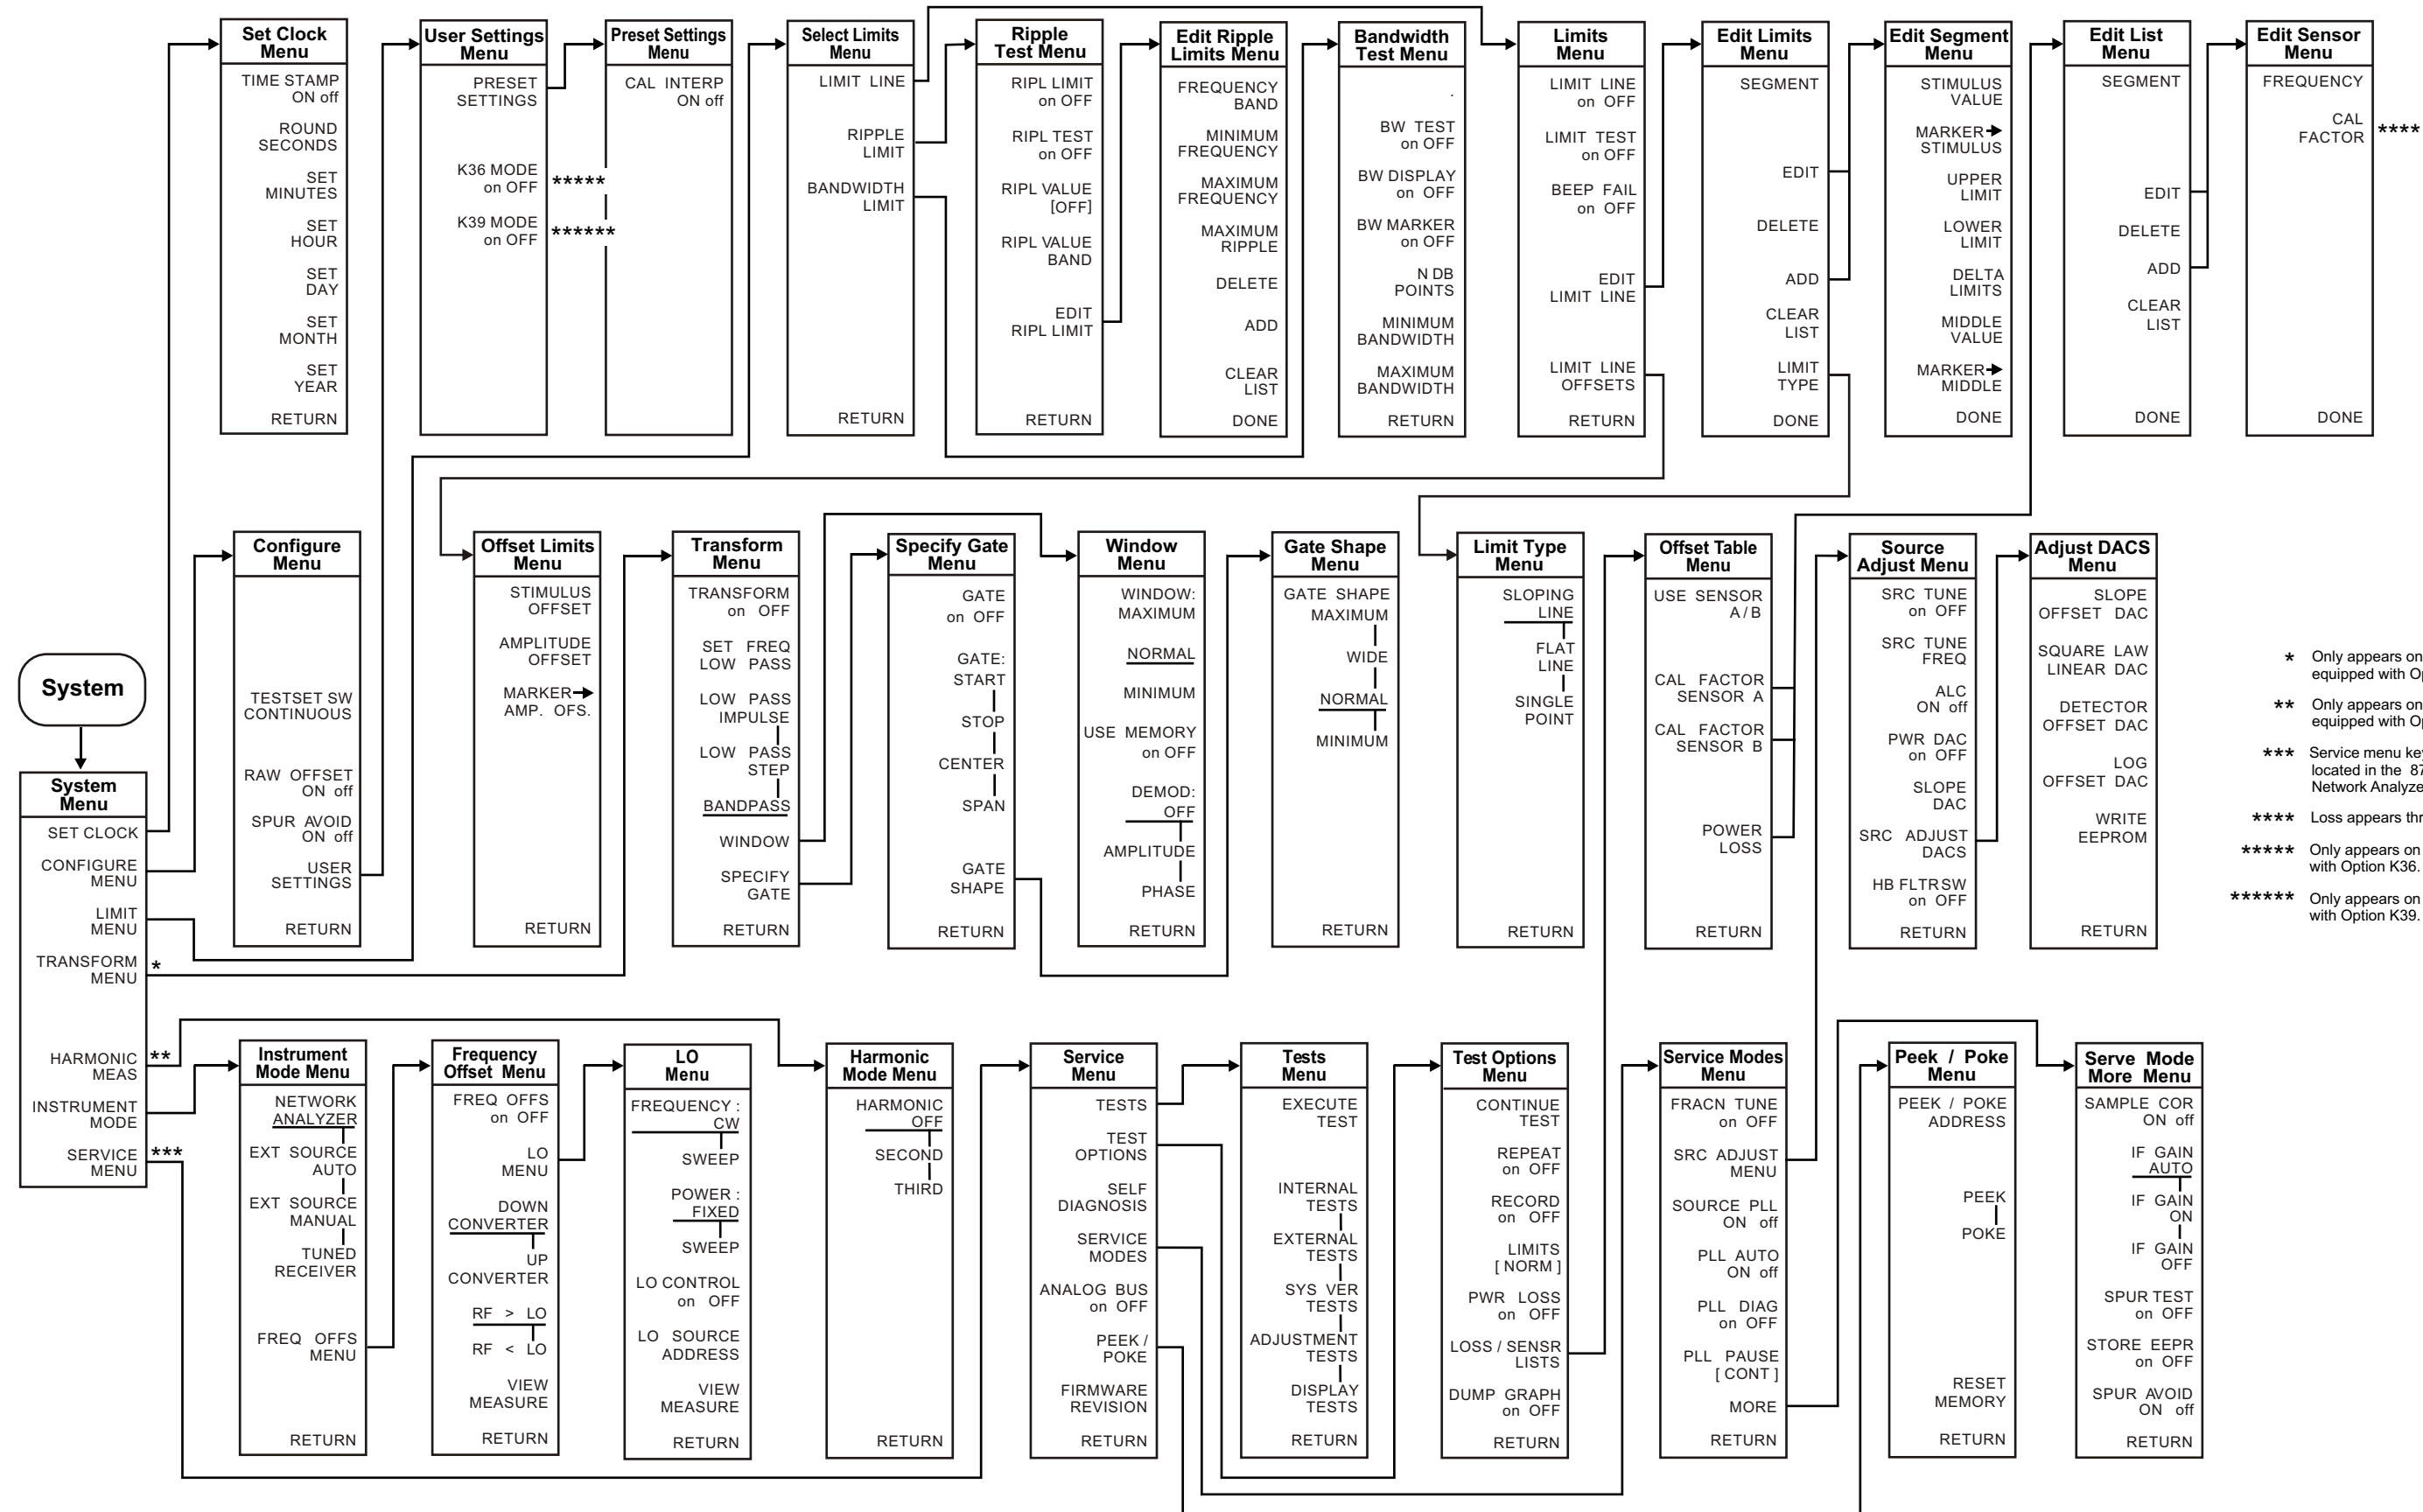 Set Clock
Menu
TIME STAMP
ON off
ROUND
SECONDS
SET
MINUTES
SET
HOUR
SET
DAY
SET
MONTH
SET
YEAR
RETURN
User Settings
Menu
PRESET
SETTINGS
K36 MODE
on OFF *****
K39 MODE
on OFF ******
Preset Settings
Menu
CAL INTERP
ON off
Select Limits
Menu
LIMIT LINE
RIPPLE
LIMIT
BANDWIDTH
LIMIT
RETURN
Ripple
Test Menu
RIPL LIMIT
on OFF
RIPL TEST
on OFF
RIPL VALUE
[OFF]
RIPL VALUE
BAND
EDIT
RIPL LIMIT
RETURN
Edit Ripple
Limits Menu
FREQUENCY
BAND
MINIMUM
FREQUENCY
MAXIMUM
FREQUENCY
MAXIMUM
RIPPLE
DELETE
ADD
CLEAR
LIST
DONE
Bandwidth
Test Menu
.
BW TEST
on OFF
BW DISPLAY
on OFF
BW MARKER
on OFF
N DB
POINTS
MINIMUM
BANDWIDTH
MAXIMUM
BANDWIDTH
RETURN
Limits
Menu
LIMIT LINE
on OFF
LIMIT TEST
on OFF
BEEP FAIL
on OFF
EDIT
LIMIT LINE
LIMIT LINE
OFFSETS
RETURN
Edit Limits
Menu
SEGMENT
EDIT
DELETE
ADD
CLEAR
LIST
LIMIT
TYPE
DONE
Edit Segment
Menu
STIMULUS
VALUE
MARKER→
STIMULUS
UPPER
LIMIT
LOWER
LIMIT
DELTA
LIMITS
MIDDLE
VALUE
MARKER→
MIDDLE
DONE
Edit List
Menu
SEGMENT
EDIT
DELETE
ADD
CLEAR
LIST
DONE
Edit Sensor
Menu
FREQUENCY
CAL
FACTOR ****
DONE
System
System
Menu
SET CLOCK
CONFIGURE
MENU
LIMIT
MENU
TRANSFORM
MENU *
HARMONIC **
MEAS
INSTRUMENT
MODE
SERVICE ***
MENU
Configure
Menu
TESTSET SW
CONTINUOUS
RAW OFFSET
ON off
SPUR AVOID
ON off
USER
SETTINGS
RETURN
Offset Limits
Menu
STIMULUS
OFFSET
AMPLITUDE
OFFSET
MARKER→
AMP. OFS.
RETURN
Transform
Menu
TRANSFORM
on OFF
SET FREQ
LOW PASS
LOW PASS
IMPULSE
LOW PASS
STEP
BANDPASS
WINDOW
SPECIFY
GATE
RETURN
Specify Gate
Menu
GATE
on OFF
GATE:
START
STOP
CENTER
SPAN
GATE
SHAPE
RETURN
Window
Menu
WINDOW:
MAXIMUM
NORMAL
MINIMUM
USE MEMORY
on OFF
DEMOD:
OFF
AMPLITUDE
PHASE
RETURN
Gate Shape
Menu
GATE SHAPE
MAXIMUM
WIDE
NORMAL
MINIMUM
RETURN
Limit Type
Menu
SLOPING
LINE
FLAT
LINE
SINGLE
POINT
RETURN
Offset Table
Menu
USE SENSOR
A / B
CAL FACTOR
SENSOR A
CAL FACTOR
SENSOR B
POWER
LOSS
RETURN
Source
Adjust Menu
SRC TUNE
on OFF
SRC TUNE
FREQ
ALC
ON off
PWR DAC
on OFF
SLOPE
DAC
SRC ADJUST
DACS
HB FLTR SW
on OFF
RETURN
Adjust DACS
Menu
SLOPE
OFFSET DAC
SQUARE LAW
LINEAR DAC
DETECTOR
OFFSET DAC
LOG
OFFSET DAC
WRITE
EEPROM
RETURN
* Only appears on
equipped with
** Only appears on
equipped with
*** Service menu
located in the
Network
**** Loss appears
***** Only appears on
with Option K36.
****** Only appears on
with Option K39.
Instrument
Mode Menu
NETWORK
ANALYZER
EXT SOURCE
AUTO
EXT SOURCE
MANUAL
TUNED
RECEIVER
FREQ OFFS
MENU
RETURN
Frequency
Offset Menu
FREQ OFFS
on OFF
LO
MENU
DOWN
CONVERTER
UP
CONVERTER
RF > LO
RF < LO
VIEW
MEASURE
RETURN
LO
Menu
FREQUENCY :
CW
SWEEP
POWER :
FIXED
SWEEP
LO CONTROL
on OFF
LO SOURCE
ADDRESS
VIEW
MEASURE
RETURN
Harmonic
Mode Menu
HARMONIC
OFF
SECOND
THIRD
RETURN
Service
Menu
TESTS
TEST
OPTIONS
SELF
DIAGNOSIS
SERVICE
MODES
ANALOG BUS
on OFF
PEEK /
POKE
FIRMWARE
REVISION
RETURN
Tests
Menu
EXECUTE
TEST
INTERNAL
TESTS
EXTERNAL
TESTS
SYS VER
TESTS
ADJUSTMENT
TESTS
DISPLAY
TESTS
RETURN
Test Options
Menu
CONTINUE
TEST
REPEAT
on OFF
RECORD
on OFF
LIMITS
[ NORM ]
PWR LOSS
on OFF
LOSS / SENSR
LISTS
DUMP GRAPH
on OFF
RETURN
Service Modes
Menu
FRACN TUNE
on OFF
SRC ADJUST
MENU
SOURCE PLL
ON off
PLL AUTO
ON off
PLL DIAG
on OFF
PLL PAUSE
[ CONT ]
MORE
RETURN
Peek / Poke
Menu
PEEK / POKE
ADDRESS
PEEK
POKE
RESET
MEMORY
RETURN
Serve Mode
More Menu
SAMPLE COR
ON off
IF GAIN
AUTO
IF GAIN
ON
IF GAIN
OFF
SPUR TEST
on OFF
STORE EEPR
on OFF
SPUR AVOID
ON off
RETURN